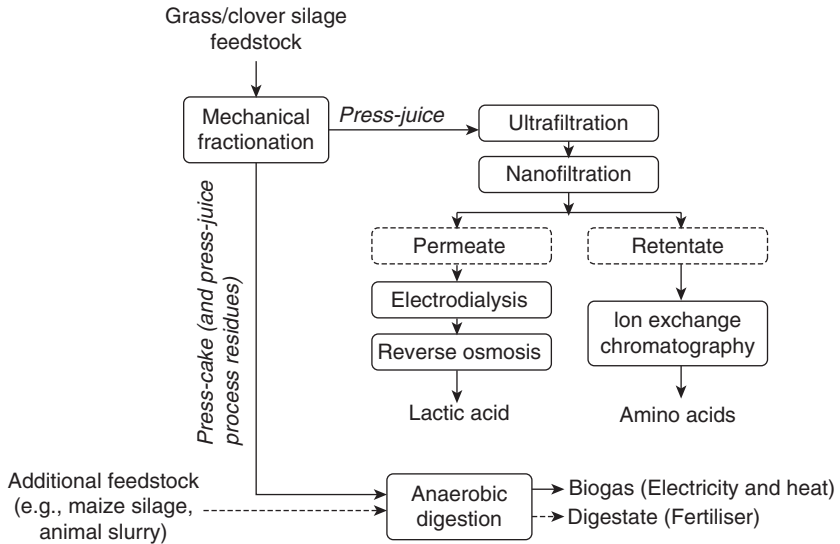 Grass/clover silage
feedstock
Mechanical
fractionation
Press-juice
Ultrafiltration
Nanofiltration
Permeate
Retentate
Electrodialysis
Reverse osmosis
Ion exchange
chromatography
Lactic acid
Amino acids
Press-cake (and press-juice
process residues)
Additional feedstock
(e.g., maize silage,
animal slurry)
Anaerobic
digestion
Biogas (Electricity and heat)
Digestate (Fertiliser)